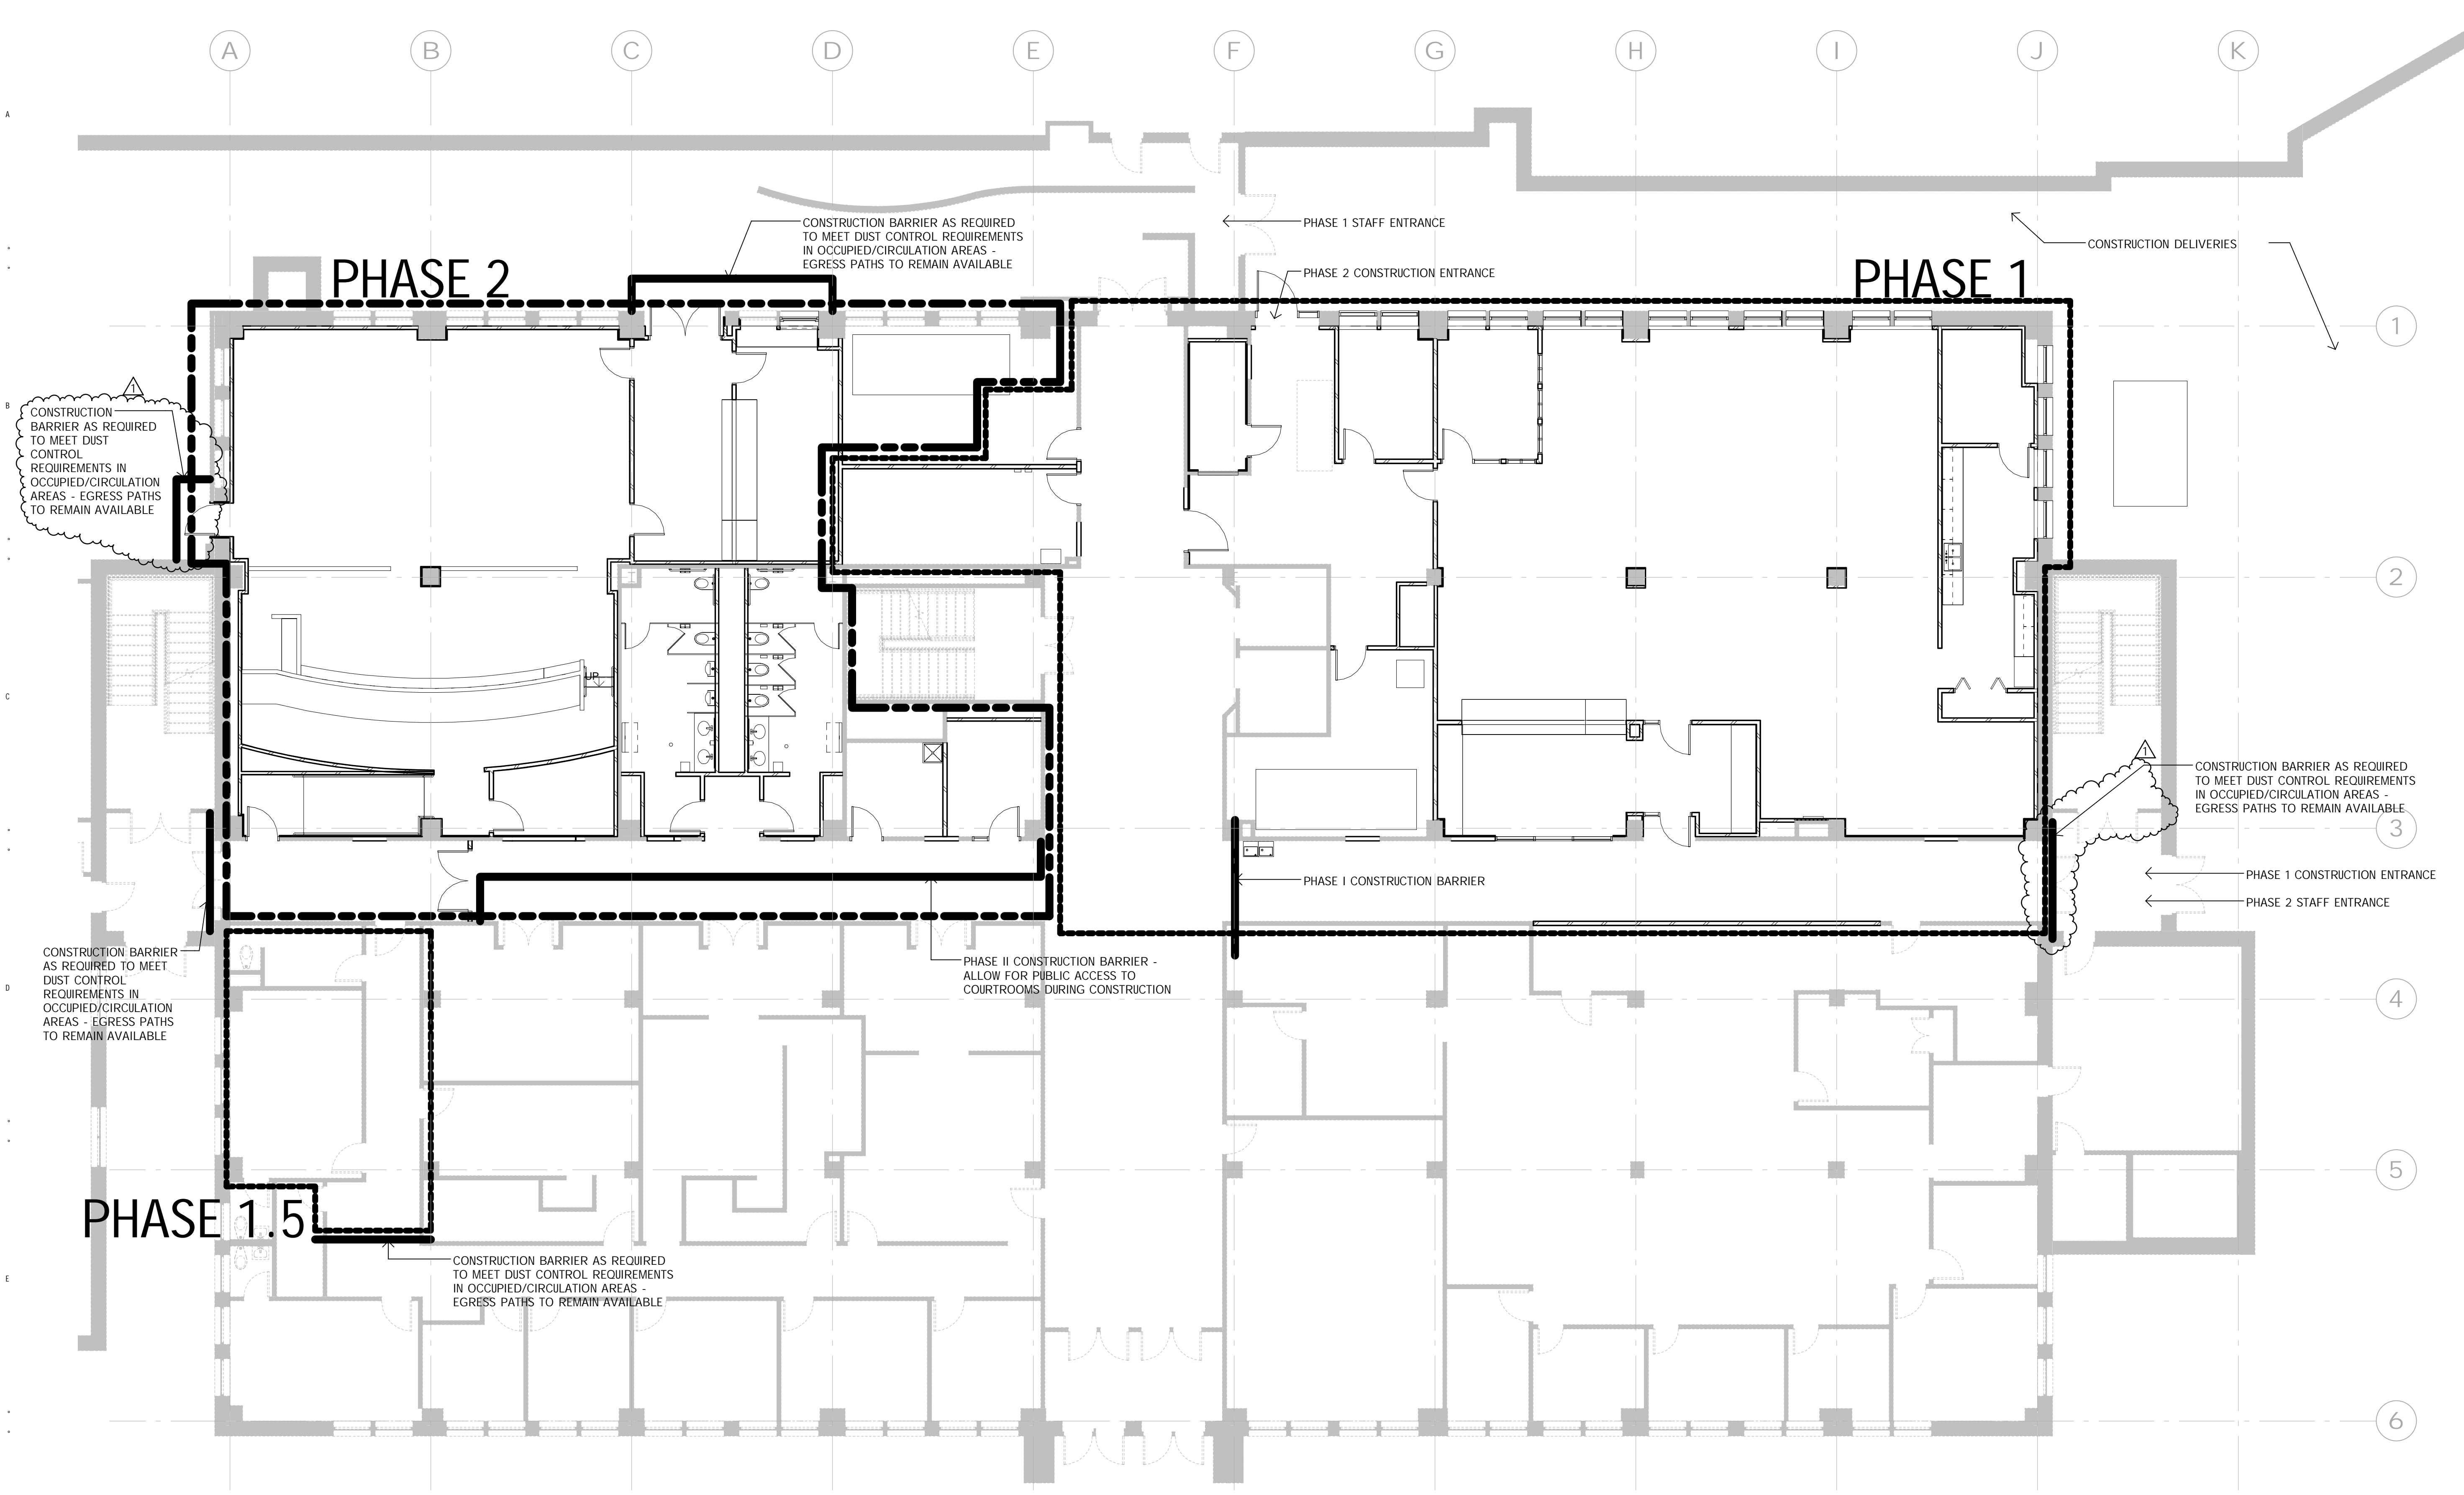 A B C D E F G H I J K
A
CONSTRUCTION BARRIER AS REQUIRED
TO MEET DUST CONTROL REQUIREMENTS
IN OCCUPIED/CIRCULATION AREAS -
EGRESS PATHS TO REMAIN AVAILABLE
PHASE 1 STAFF ENTRANCE
CONSTRUCTION DELIVERIES
PHASE 2 CONSTRUCTION ENTRANCE
PHASE 2
PHASE 1
1
1
B
CONSTRUCTION
BARRIER AS REQUIRED
TO MEET DUST
CONTROL
REQUIREMENTS IN
OCCUPIED/CIRCULATION
AREAS - EGRESS PATHS
TO REMAIN AVAILABLE
2
UP
C
1
CONSTRUCTION BARRIER AS REQUIRED
TO MEET DUST CONTROL REQUIREMENTS
IN OCCUPIED/CIRCULATION AREAS -
EGRESS PATHS TO REMAIN AVAILABLE
3
PHASE I CONSTRUCTION BARRIER
PHASE 1 CONSTRUCTION ENTRANCE
PHASE 2 STAFF ENTRANCE
CONSTRUCTION BARRIER
AS REQUIRED TO MEET
DUST CONTROL
REQUIREMENTS IN
OCCUPIED/CIRCULATION
AREAS - EGRESS PATHS
TO REMAIN AVAILABLE
PHASE II CONSTRUCTION BARRIER -
ALLOW FOR PUBLIC ACCESS TO
COURTROOMS DURING CONSTRUCTION
D
4
5
PHASE 1.5
CONSTRUCTION BARRIER AS REQUIRED
TO MEET DUST CONTROL REQUIREMENTS
IN OCCUPIED/CIRCULATION AREAS -
EGRESS PATHS TO REMAIN AVAILABLE
E
6